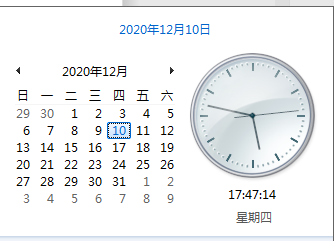 2020年12月10日
2020年12月
日 一 二 三 四 五 六
29 30 1 2 3 4 5
6 7 8 9 10 11 12
13 14 15 16 17 18 19
20 21 22 23 24 25 26
27 28 29 30 31 1 2
3 4 5 6 7 8 9
17:47:14
星期四